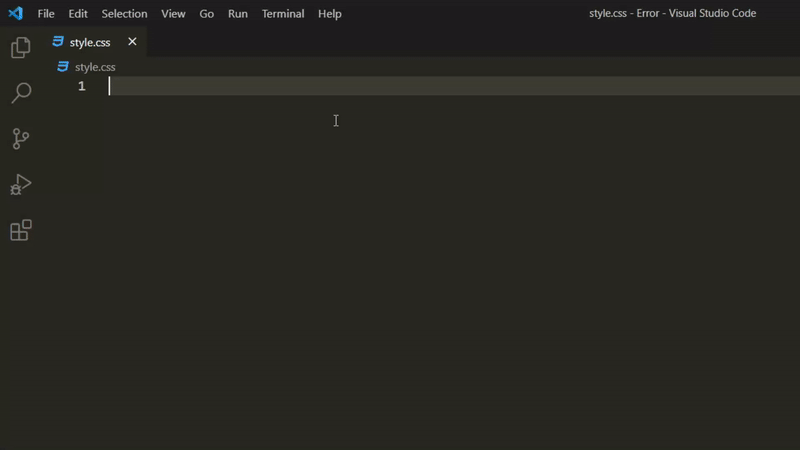 File Edit Selection View Go Run Terminal Help style.css - Error - Visual Studio Code
style.css
style.css
1